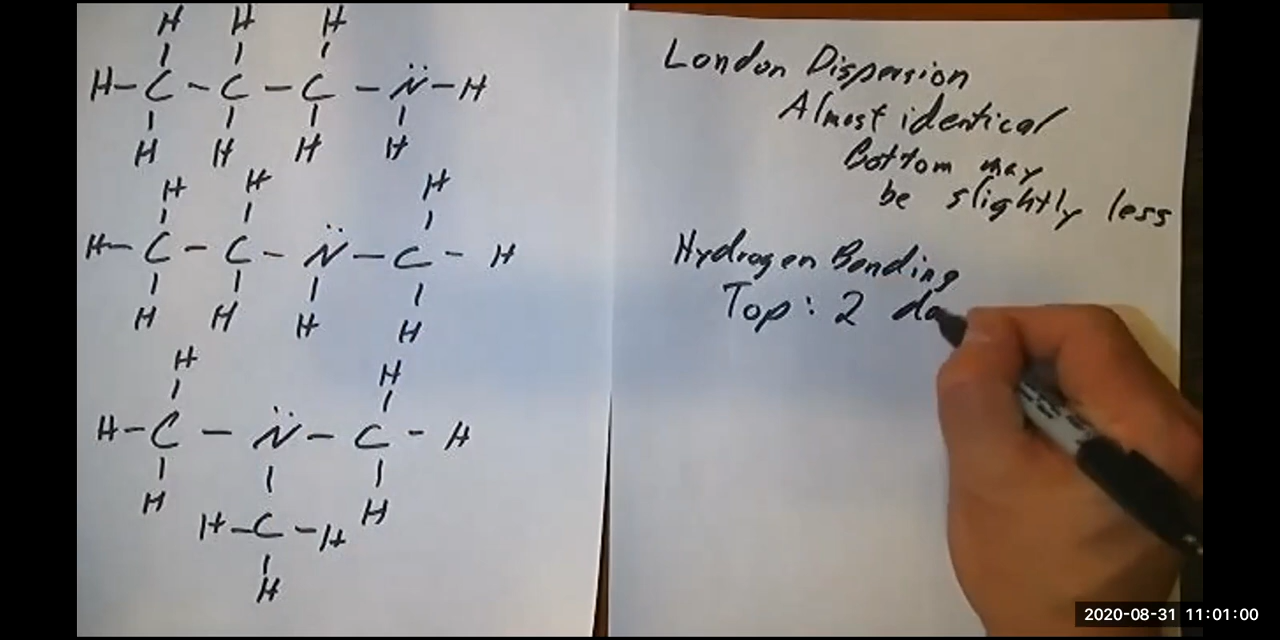 H H H
H-C-C-C-N̈-H
H H H H
H H H
H-C-C-N̈-C-H
H H H H
H H
H-C-N̈-C-H
H H
H-C-H
H
London Dispersion
Almost identical
Bottom may
be slightly less
Hydrogen Bonding
Top: 2 do
2020-08-31 11:01:00